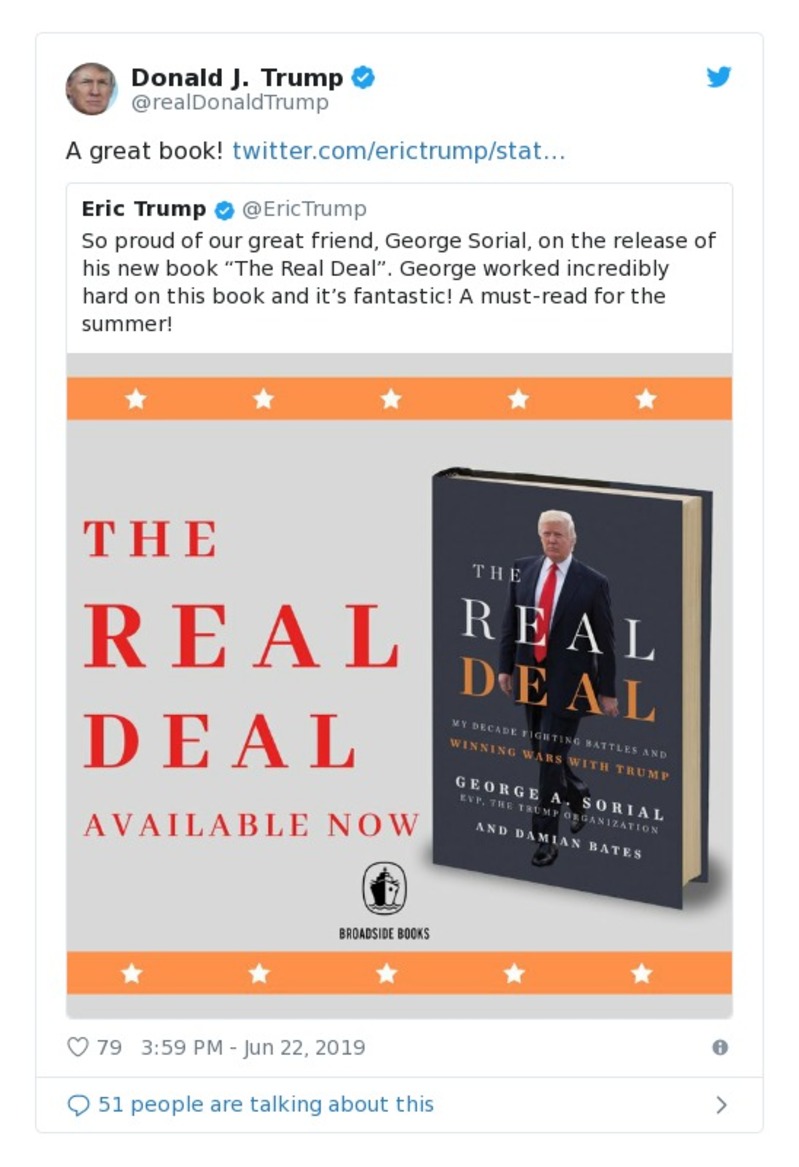 Donald J. Trump
@realDonaldTrump
A great book! twitter.com/erictrump/stat…
Eric Trump @EricTrump
So proud of our great friend, George Sorial, on the release of
his new book “The Real Deal”. George worked incredibly
hard on this book and it’s fantastic! A must-read for the
summer!
THE
REAL
DEAL
AVAILABLE NOW
THE
REAL
DEAL
MY DECADE FIGHTING BATTLES AND
WINNING WARS WITH TRUMP
GEORGE A. SORIAL
EVP, THE TRUMP ORGANIZATION
AND DAMIAN BATES
BROADSIDE BOOKS
79 3:59 PM - Jun 22, 2019
51 people are talking about this